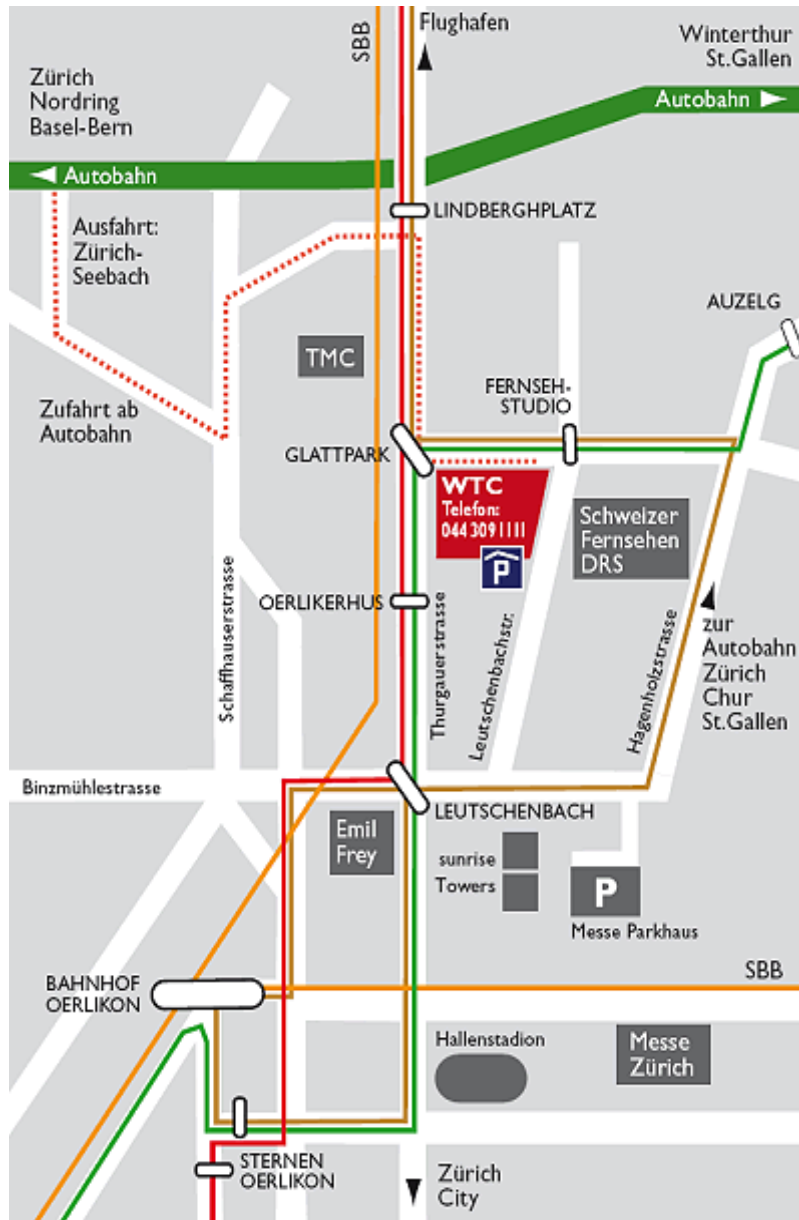 SBB
Flughafen
Winterthur
St.Gallen
Zürich
Nordring
Basel-Bern
Autobahn
Autobahn
LINDBERGHPLATZ
Ausfahrt:
Zürich-
Seebach
AUZELG
TMC
FERNSEH-
STUDIO
Zufahrt ab
Autobahn
GLATTPARK
WTC
Telefon:
044 309 1111
P
Schweizer
Fernsehen
DRS
OERLIKERHUS
Schaffhauserstrasse
Thurgauerstrasse
Leutschenbachstr.
Hagenholzstrasse
zur
Autobahn
Zürich
Chur
St.Gallen
Binzmühlestrasse
LEUTSCHENBACH
Emil
Frey
sunrise
Towers
P
Messe Parkhaus
BAHNHOF
OERLIKON
SBB
Hallenstadion
Messe
Zürich
STERNEN
OERLIKON
Zürich
City